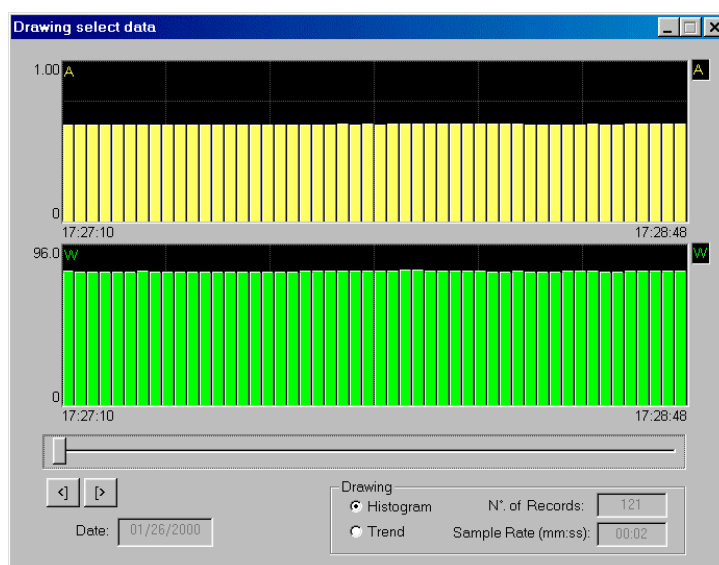 Drawing select data
1.00 A A
0
17:27:10 17:28:48
96.0 W W
0
17:27:10 17:28:48
<] [>
Drawing
Histogram N°. of Records: 121
Date: 01/26/2000 Trend Sample Rate (mm:ss): 00:02